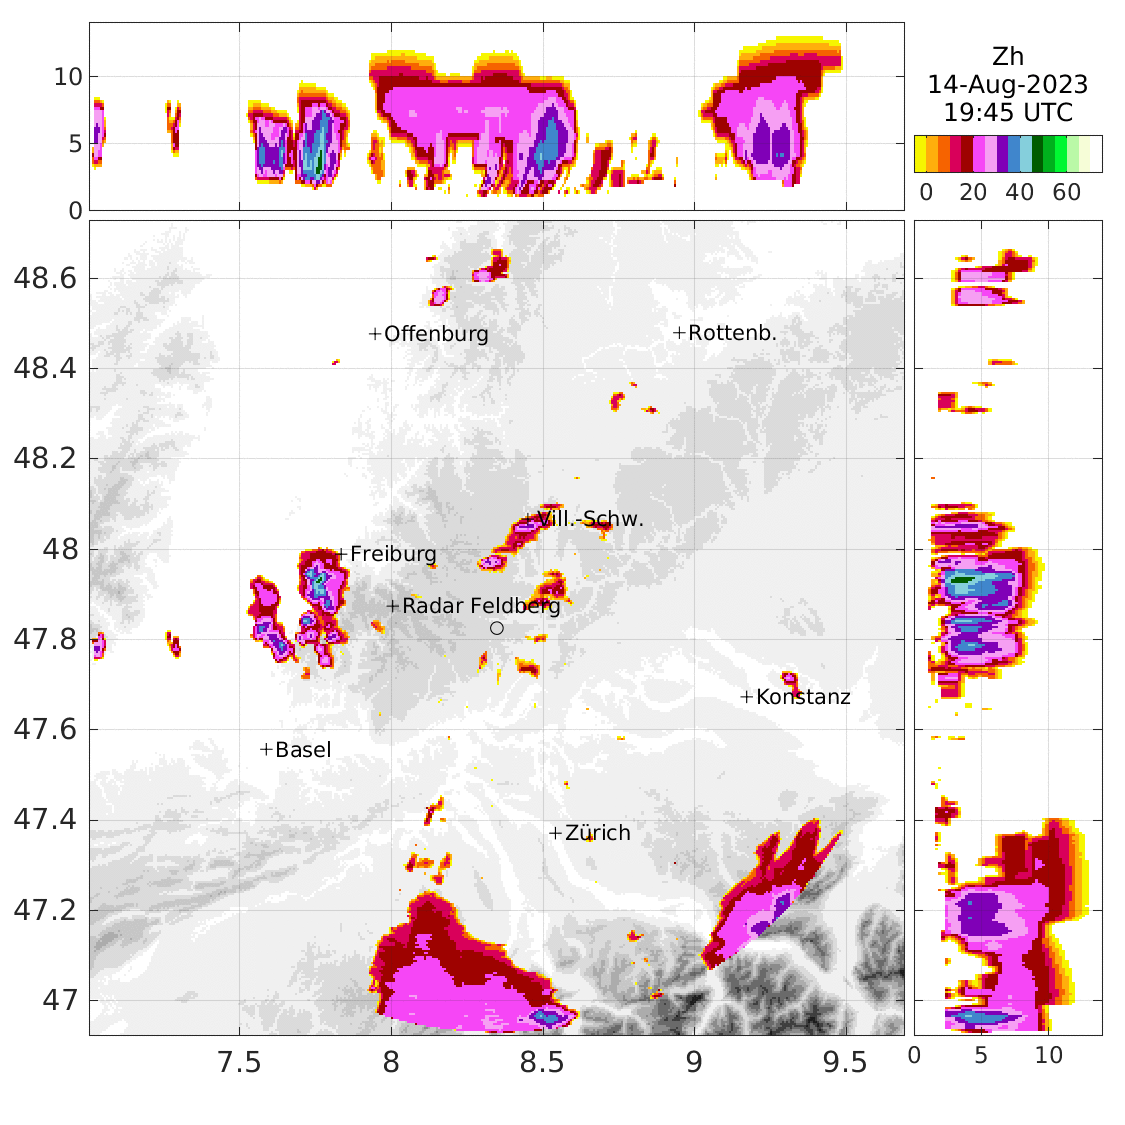 10
5
0
Zh
14-Aug-2023
19:45 UTC
0 20 40 60
48.6
48.4
48.2
48
47.8
47.6
47.4
47.2
47
+Offenburg
+Rottenb.
+Vill.-Schw.
+Freiburg
+Radar Feldberg
+Konstanz
+Basel
+Zürich
7.5 8 8.5 9 9.5
0 5 10